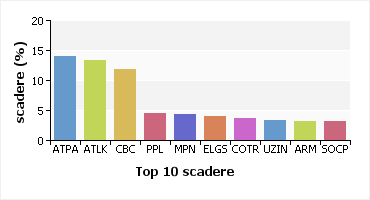 scadere (%)
20
15
10
5
0
ATPA ATLK CBC PPL MPN ELGS COTR UZIN ARM SOCP
Top 10 scadere